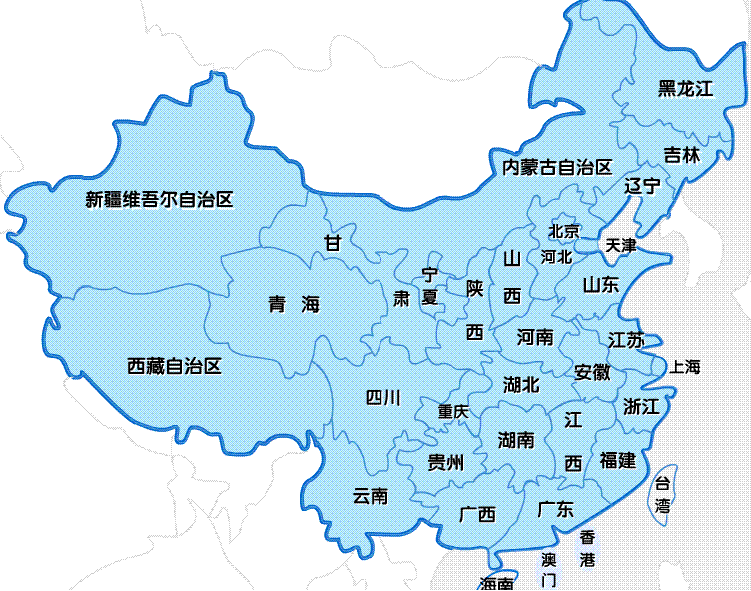 黑龙江
吉林
内蒙古自治区
辽宁
新疆维吾尔自治区
北京
天津
甘
肃
河北
山
西
宁
夏
陕
西
山东
青 海
河南
江苏
西藏自治区
安徽
上海
湖北
四川
重庆
浙江
江
西
湖南
贵州
福建
云南
台
湾
广西
广东
香
港
澳
门
海南